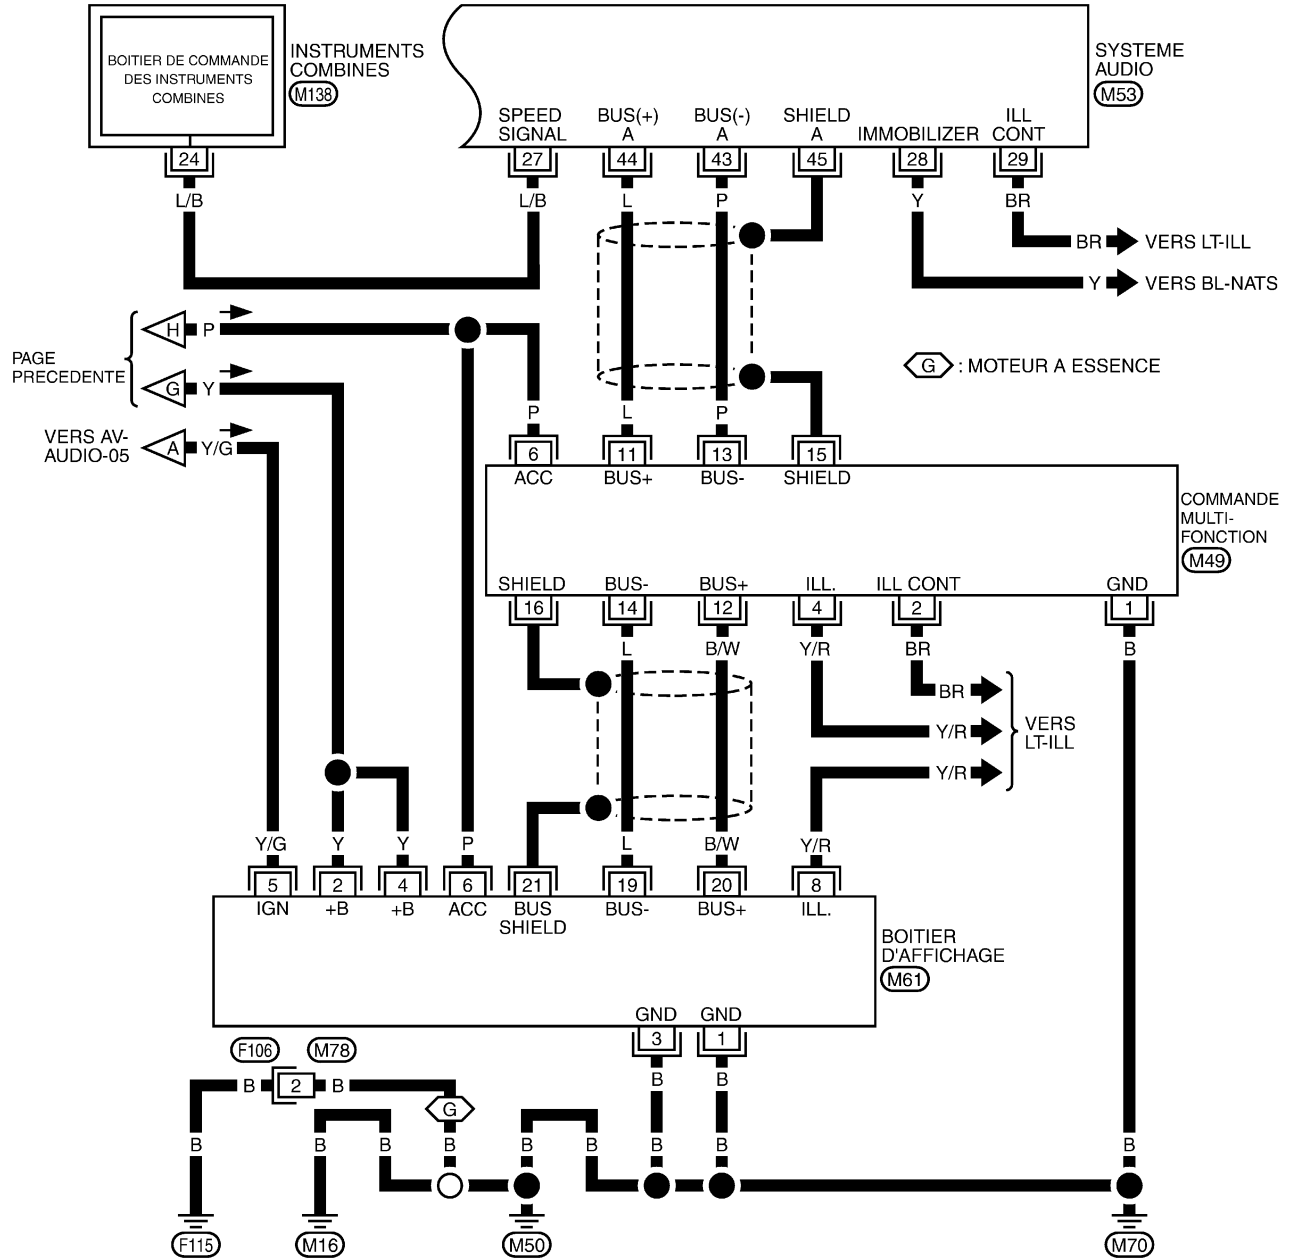 BOITIER DE COMMANDE
DES INSTRUMENTS
COMBINES
INSTRUMENTS
COMBINES
M138
SYSTEME
AUDIO
M53
SPEED
SIGNAL
BUS(+)
A
BUS(-)
A
SHIELD
A
IMMOBILIZER
ILL
CONT
24
27
44
43
45
28
29
L/B
L/B
L
P
Y
BR
BR
VERS LT-ILL
Y
VERS BL-NATS
PAGE
PRECEDENTE
H
P
G
Y
VERS AV-
AUDIO-05
A
Y/G
G
: MOTEUR A ESSENCE
P
L
P
6
11
13
15
ACC
BUS+
BUS-
SHIELD
COMMANDE
MULTI-
FONCTION
M49
SHIELD
BUS-
BUS+
ILL.
ILL CONT
GND
16
14
12
4
2
1
L
B/W
Y/R
BR
B
BR
Y/R
Y/R
VERS
LT-ILL
Y/G
Y
Y
P
L
B/W
Y/R
5
2
4
6
21
19
20
8
IGN
+B
+B
ACC
BUS
SHIELD
BUS-
BUS+
ILL.
BOITIER
D'AFFICHAGE
M61
GND
GND
3
1
F106
M78
B
2
B
B
B
G
B
B
B
B
B
B
B
B
B
F115
M16
M50
M70